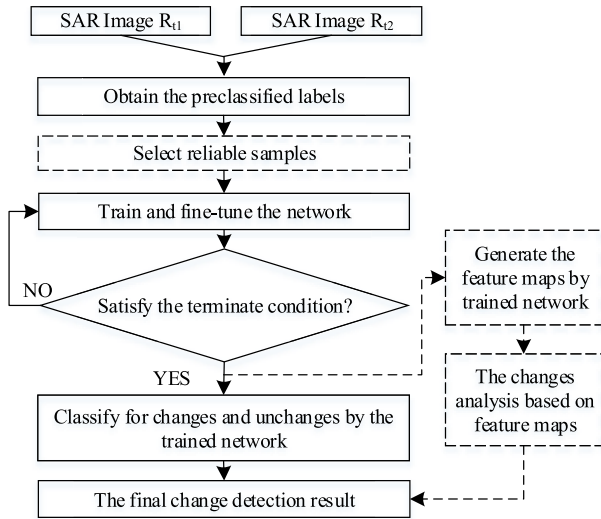 SAR Image Rt1
SAR Image Rt2
Obtain the preclassified labels
Select reliable samples
Train and fine-tune the network
NO
Satisfy the terminate condition?
YES
Classify for changes and unchanges by the
trained network
The final change detection result
Generate the
feature maps by
trained network
The changes
analysis based on
feature maps